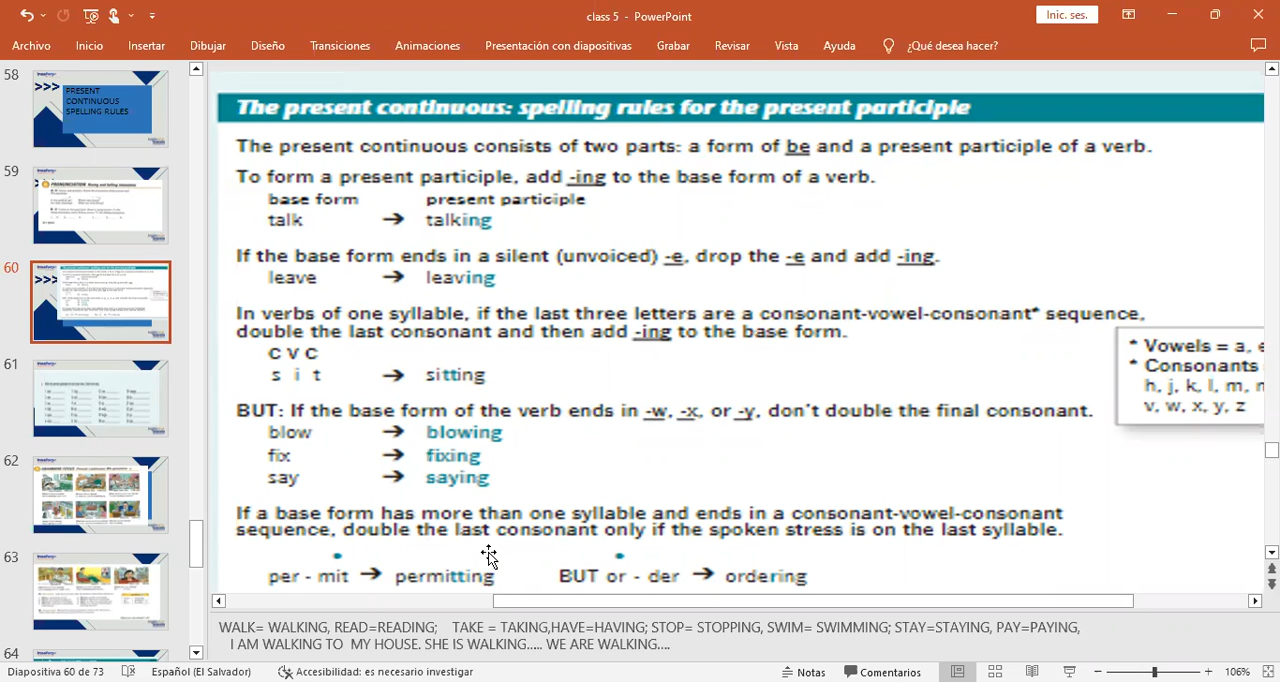 class 5 - PowerPoint
Inic. ses.
Archivo Inicio Insertar Dibujar Diseño Transiciones Animaciones Presentación con diapositivas Grabar Revisar Vista Ayuda ¿Qué desea hacer?
58
PRESENT
CONTINUOUS
SPELLING RULES
59
60
61
62
63
64
The present continuous: spelling rules for the present participle
The present continuous consists of two parts: a form of be and a present participle of a verb.
To form a present participle, add -ing to the base form of a verb.
base form present participle
talk → talking
If the base form ends in a silent (unvoiced) -e, drop the -e and add -ing.
leave → leaving
In verbs of one syllable, if the last three letters are a consonant-vowel-consonant* sequence,
double the last consonant and then add -ing to the base form.
C V C
s i t → sitting
BUT: If the base form of the verb ends in -w, -x, or -y, don't double the final consonant.
blow → blowing
fix → fixing
say → saying
If a base form has more than one syllable and ends in a consonant-vowel-consonant
sequence, double the last consonant only if the spoken stress is on the last syllable.
per - mit → permitting BUT or - der → ordering
* Vowels = a, e
* Consonants
h, j, k, l, m, n
v, w, x, y, z
WALK= WALKING, READ=READING; TAKE = TAKING,HAVE=HAVING; STOP= STOPPING, SWIM= SWIMMING; STAY=STAYING, PAY=PAYING,
I AM WALKING TO MY HOUSE. SHE IS WALKING..... WE ARE WALKING....
Diapositiva 60 de 73 Español (El Salvador) Accesibilidad: es necesario investigar Notas Comentarios 106%